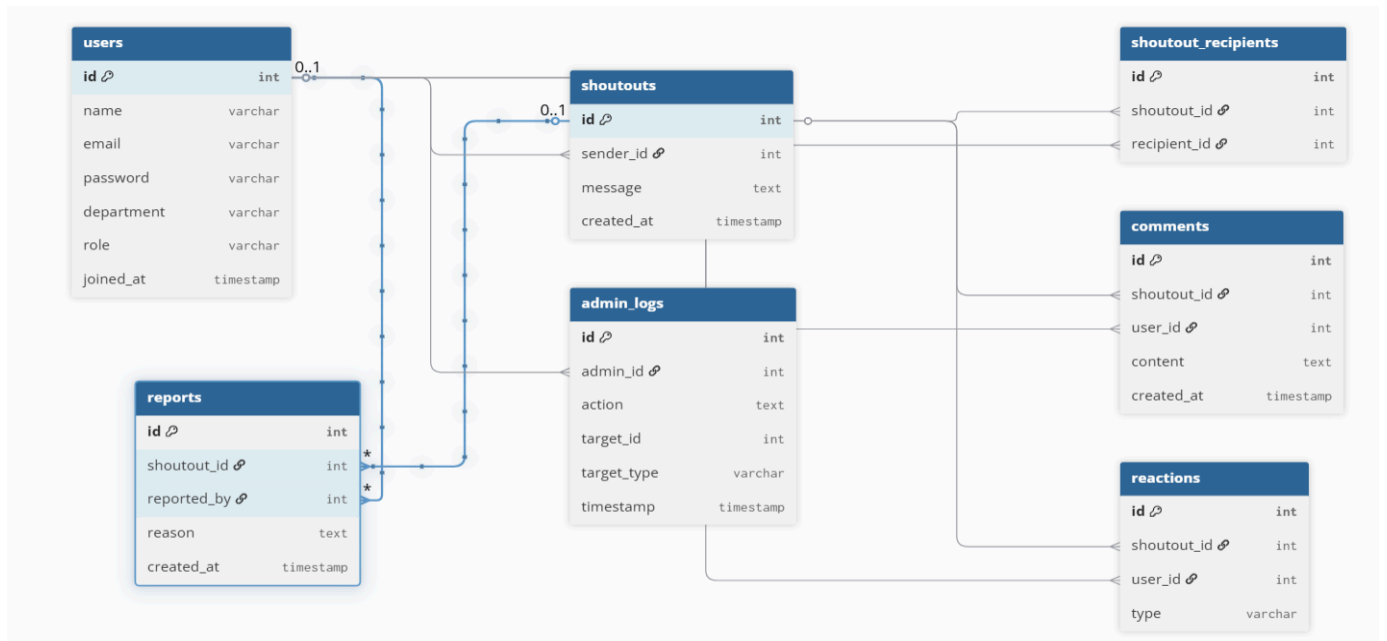 users
id int
name varchar
email varchar
password varchar
department varchar
role varchar
joined_at timestamp
0..1
shoutouts
0..1
id int
sender_id int
message text
created_at timestamp
shoutout_recipients
id int
shoutout_id int
recipient_id int
admin_logs
id int
admin_id int
action text
target_id int
target_type varchar
timestamp timestamp
comments
id int
shoutout_id int
user_id int
content text
created_at timestamp
reports
id int
shoutout_id int *
reported_by int *
reason text
created_at timestamp
reactions
id int
shoutout_id int
user_id int
type varchar